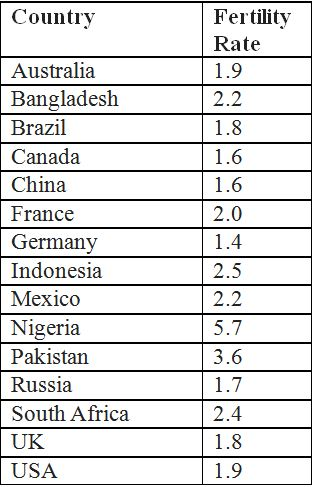 Country Fertility
Rate
Australia 1.9
Bangladesh 2.2
Brazil 1.8
Canada 1.6
China 1.6
France 2.0
Germany 1.4
Indonesia 2.5
Mexico 2.2
Nigeria 5.7
Pakistan 3.6
Russia 1.7
South Africa 2.4
UK 1.8
USA 1.9